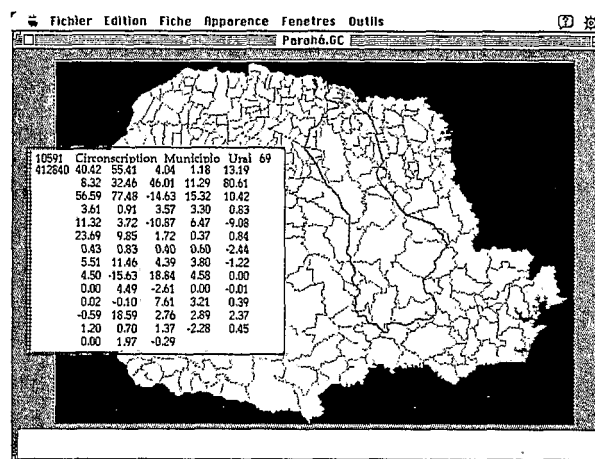 Fichier Edition Fiche Apparence Fenetres Outils
Paraná.GC
10591 Circonscription Municipio Urai 69
412840 40.42 55.41 4.04 1.18 13.19
8.32 32.46 46.01 11.29 80.61
56.59 77.48 -14.63 15.32 10.42
3.61 0.91 3.57 3.30 0.83
11.32 3.72 -10.87 6.47 -9.08
23.69 9.85 1.72 0.37 0.84
0.43 0.83 0.40 0.60 -2.44
5.51 11.46 4.39 3.80 -1.22
4.50 -15.63 18.84 4.58 0.00
0.00 4.49 -2.61 0.00 -0.01
0.02 -0.10 7.61 3.21 0.39
-0.59 18.59 2.76 2.89 2.37
1.20 0.70 1.37 -2.28 0.45
0.00 1.97 -0.29